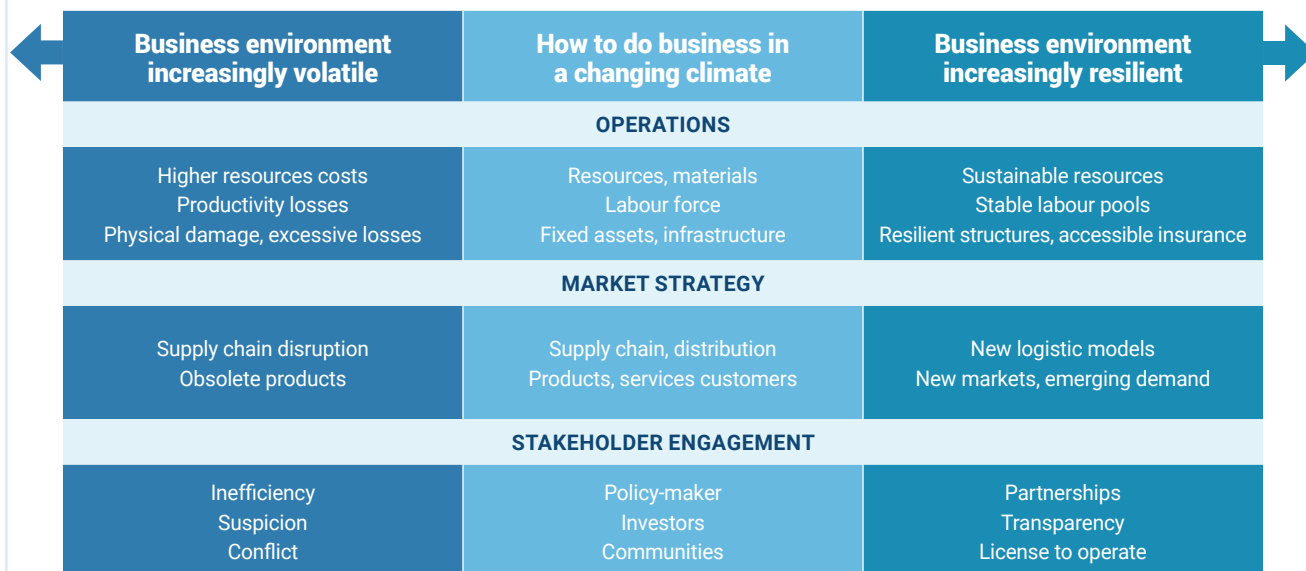 Business environment
increasingly volatile
How to do business in
a changing climate
Business environment
increasingly resilient
OPERATIONS
Higher resources costs
Productivity losses
Physical damage, excessive losses
Resources, materials
Labour force
Fixed assets, infrastructure
Sustainable resources
Stable labour pools
Resilient structures, accessible insurance
MARKET STRATEGY
Supply chain disruption
Obsolete products
Supply chain, distribution
Products, services customers
New logistic models
New markets, emerging demand
STAKEHOLDER ENGAGEMENT
Inefficiency
Suspicion
Conflict
Policy-maker
Investors
Communities
Partnerships
Transparency
License to operate